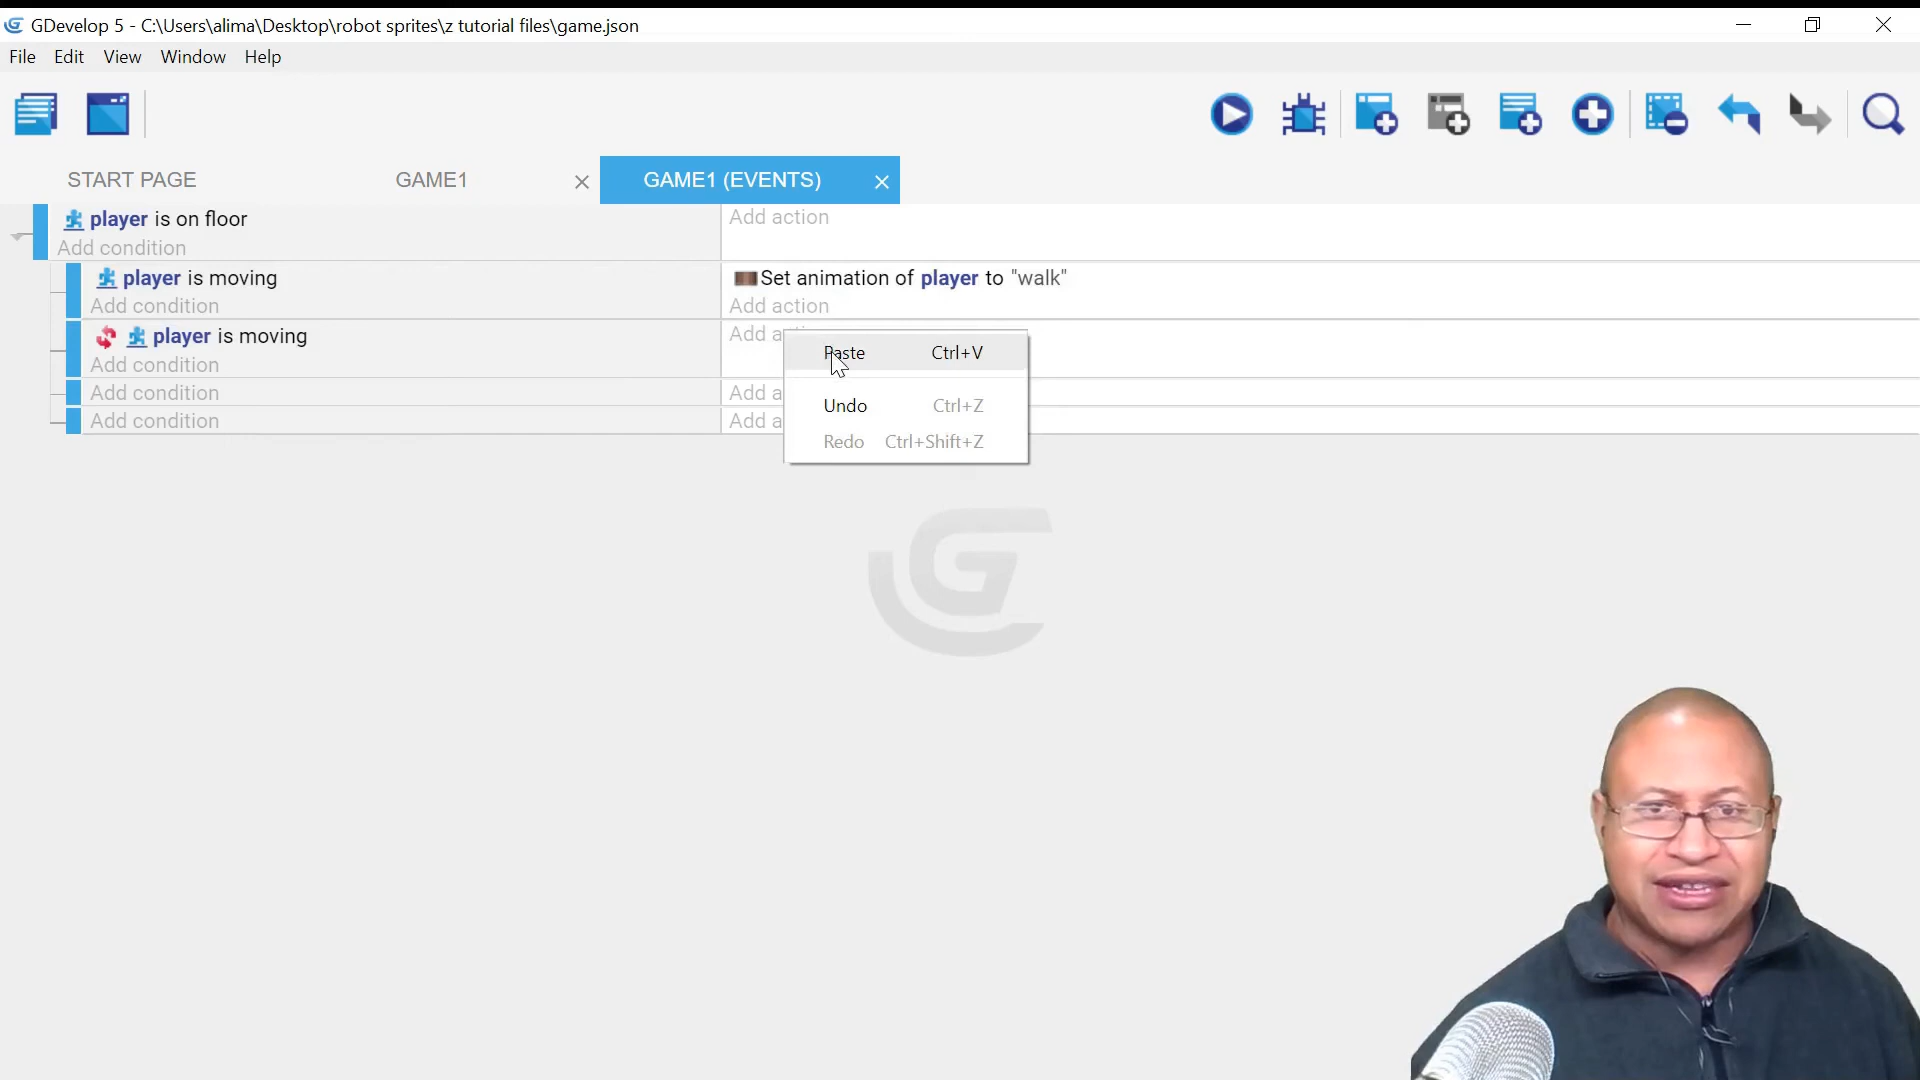 GDevelop 5 - C:\Users\alima\Desktop\robot sprites\z tutorial files\game.json
File Edit View Window Help
START PAGE GAME1 GAME1 (EVENTS)
player is on floor Add action
Add condition
player is moving Set animation of player to "walk"
Add condition Add action
player is moving Add
Add condition
Add condition Add
Add condition Add
Paste Ctrl+V
Undo Ctrl+Z
Redo Ctrl+Shift+Z